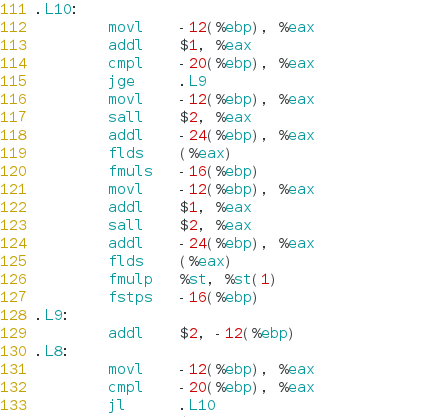 111 .L10:
112 movl -12(%ebp), %eax
113 addl $1, %eax
114 cmpl -20(%ebp), %eax
115 jge .L9
116 movl -12(%ebp), %eax
117 sall $2, %eax
118 addl -24(%ebp), %eax
119 flds (%eax)
120 fmuls -16(%ebp)
121 movl -12(%ebp), %eax
122 addl $1, %eax
123 sall $2, %eax
124 addl -24(%ebp), %eax
125 flds (%eax)
126 fmulp %st, %st(1)
127 fstps -16(%ebp)
128 .L9:
129 addl $2, -12(%ebp)
130 .L8:
131 movl -12(%ebp), %eax
132 cmpl -20(%ebp), %eax
133 jl .L10